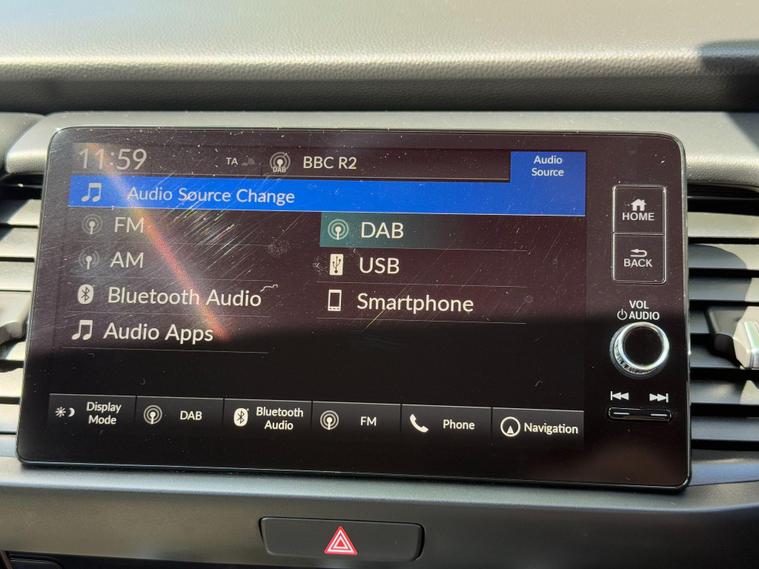 11:59
TA
DAB
BBC R2
Audio
Source
Audio Source Change
FM
DAB
AM
USB
Bluetooth Audio
Smartphone
Audio Apps
Display
Mode
DAB
Bluetooth
Audio
FM
Phone
Navigation
HOME
BACK
VOL
AUDIO